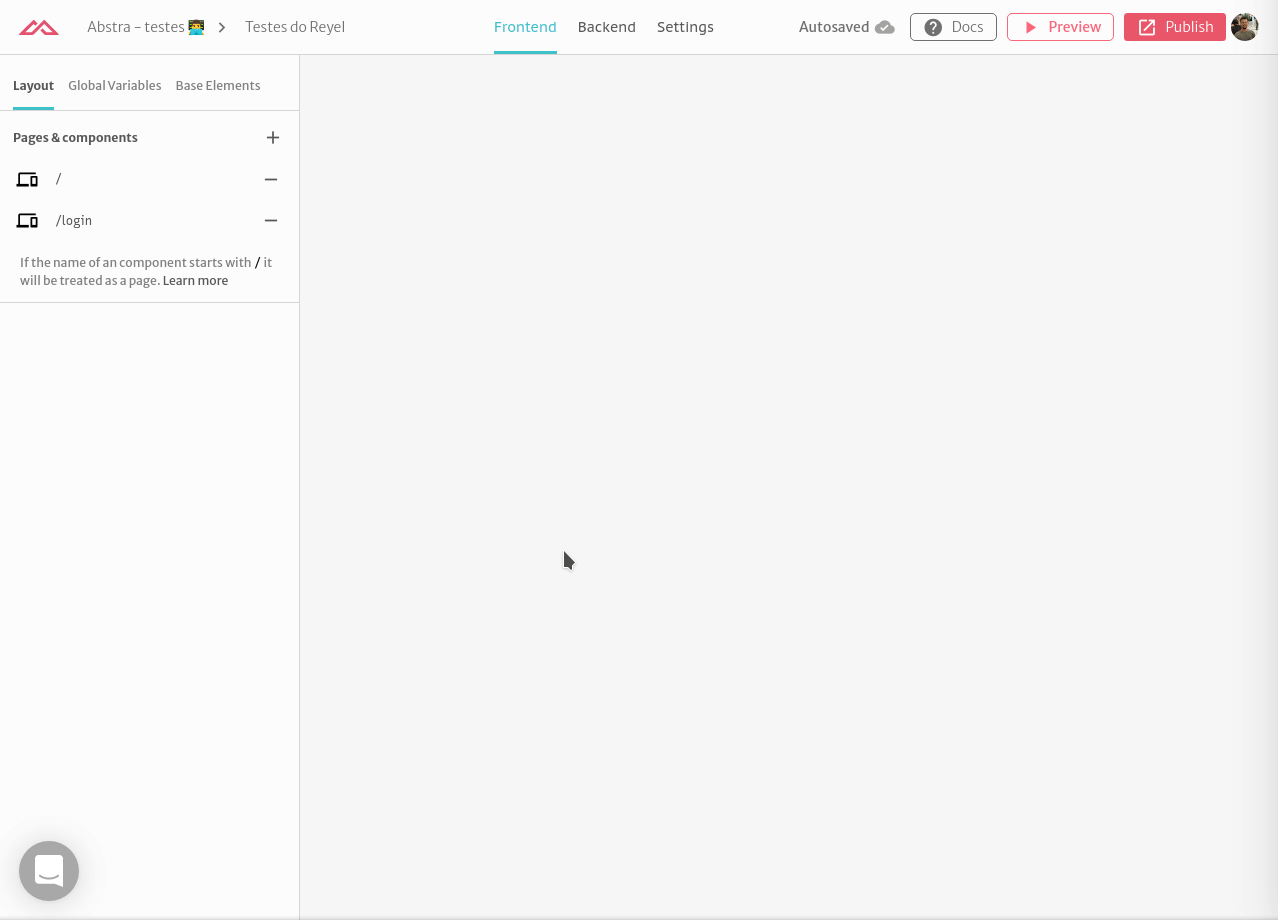 Abstra – testes 👨‍💻 > Testes do Reyel
Frontend Backend Settings
Autosaved Docs Preview Publish
Layout Global Variables Base Elements
Pages & components
/
/login
If the name of an component starts with / it
will be treated as a page. Learn more